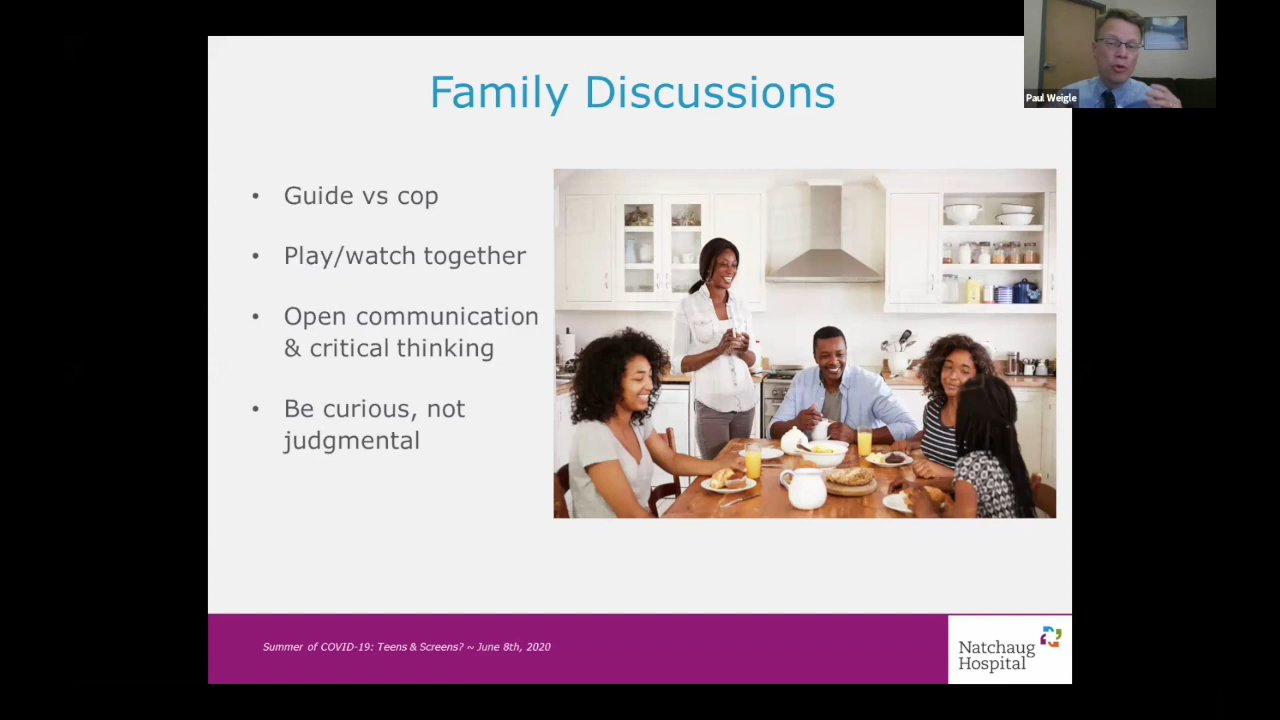 Family Discussions
Paul Weigle
• Guide vs cop
• Play/watch together
• Open communication
& critical thinking
• Be curious, not
judgmental
Summer of COVID-19: Teens & Screens? ~ June 8th, 2020
Natchaug
Hospital